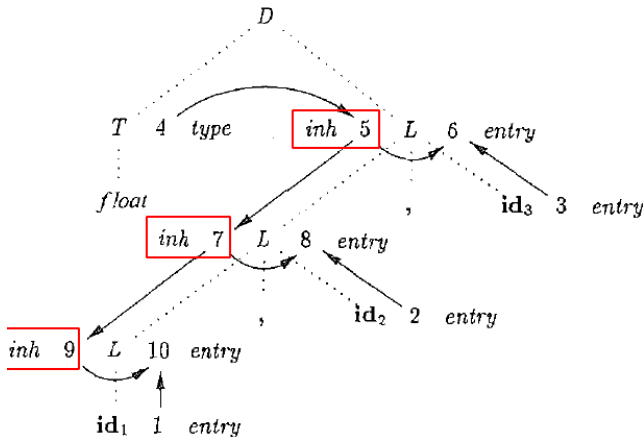 D
T 4 type inh 5 L 6 entry
float , id₃ 3 entry
inh 7 L 8 entry
, id₂ 2 entry
inh 9 L 10 entry
id₁ 1 entry